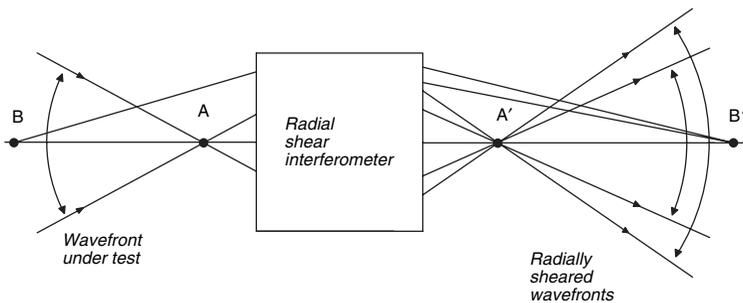 B
A
Radial
shear
interferometer
A′
B′
Wavefront
under test
Radially
sheared
wavefronts